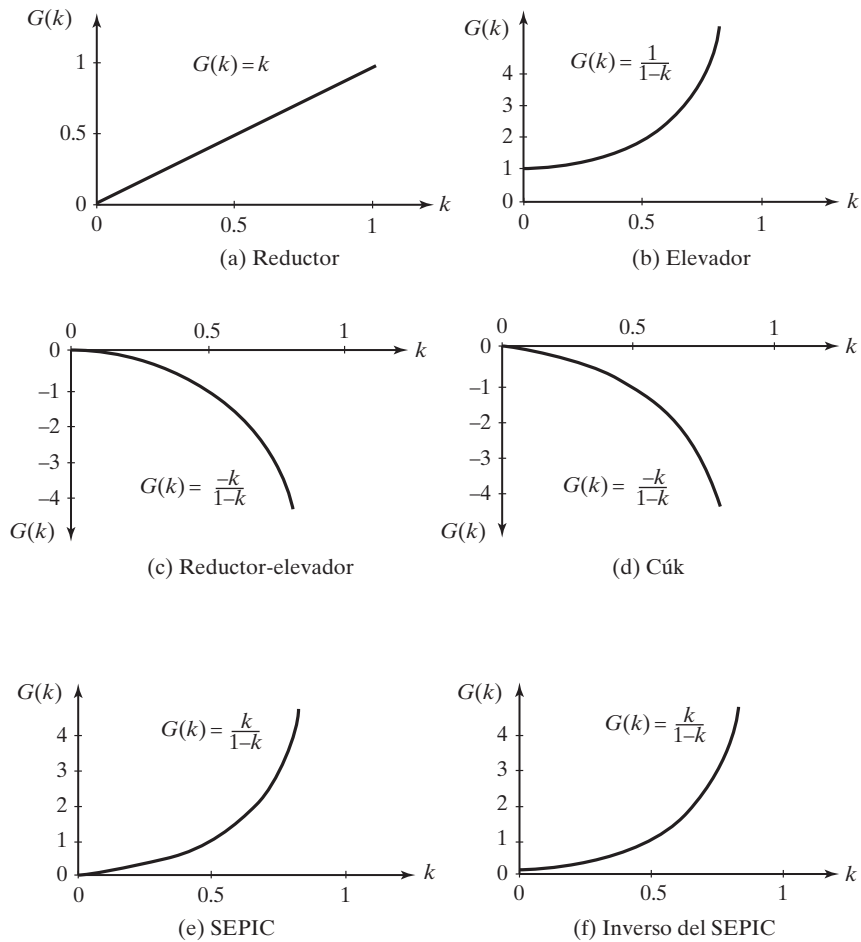 G(k)
1
0.5
0
G(k) = k
0
0.5
1
k
(a) Reductor
G(k)
4
3
2
1
0
G(k) = 1/1–k
0
0.5
1
k
(b) Elevador
0
0.5
1
k
0
–1
–2
–3
–4
G(k)
G(k) = –k/1–k
(c) Reductor-elevador
0
0.5
1
k
0
–1
–2
–3
–4
G(k)
G(k) = –k/1–k
(d) Cúk
G(k)
4
3
2
1
0
G(k) = k/1–k
0
0.5
1
k
(e) SEPIC
G(k)
4
3
2
1
0
G(k) = k/1–k
0
0.5
1
k
(f) Inverso del SEPIC